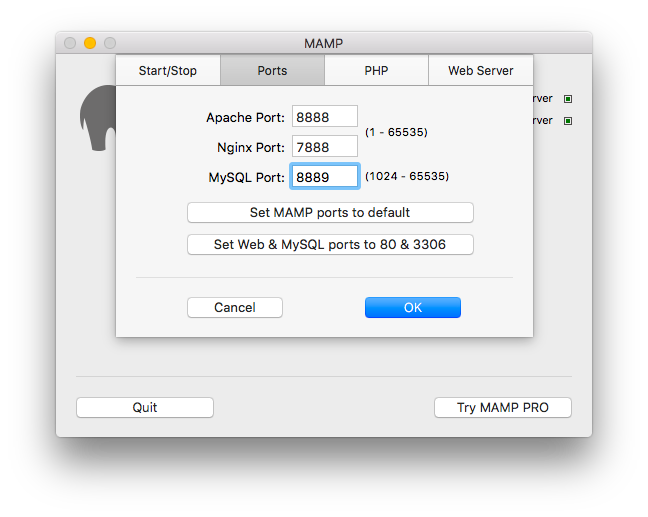 MAMP
Start/Stop Ports PHP Web Server
rver
Apache Port: 8888
(1 - 65535)
rver
Nginx Port: 7888
MySQL Port: 8889 (1024 - 65535)
Set MAMP ports to default
Set Web & MySQL ports to 80 & 3306
Cancel OK
Quit Try MAMP PRO